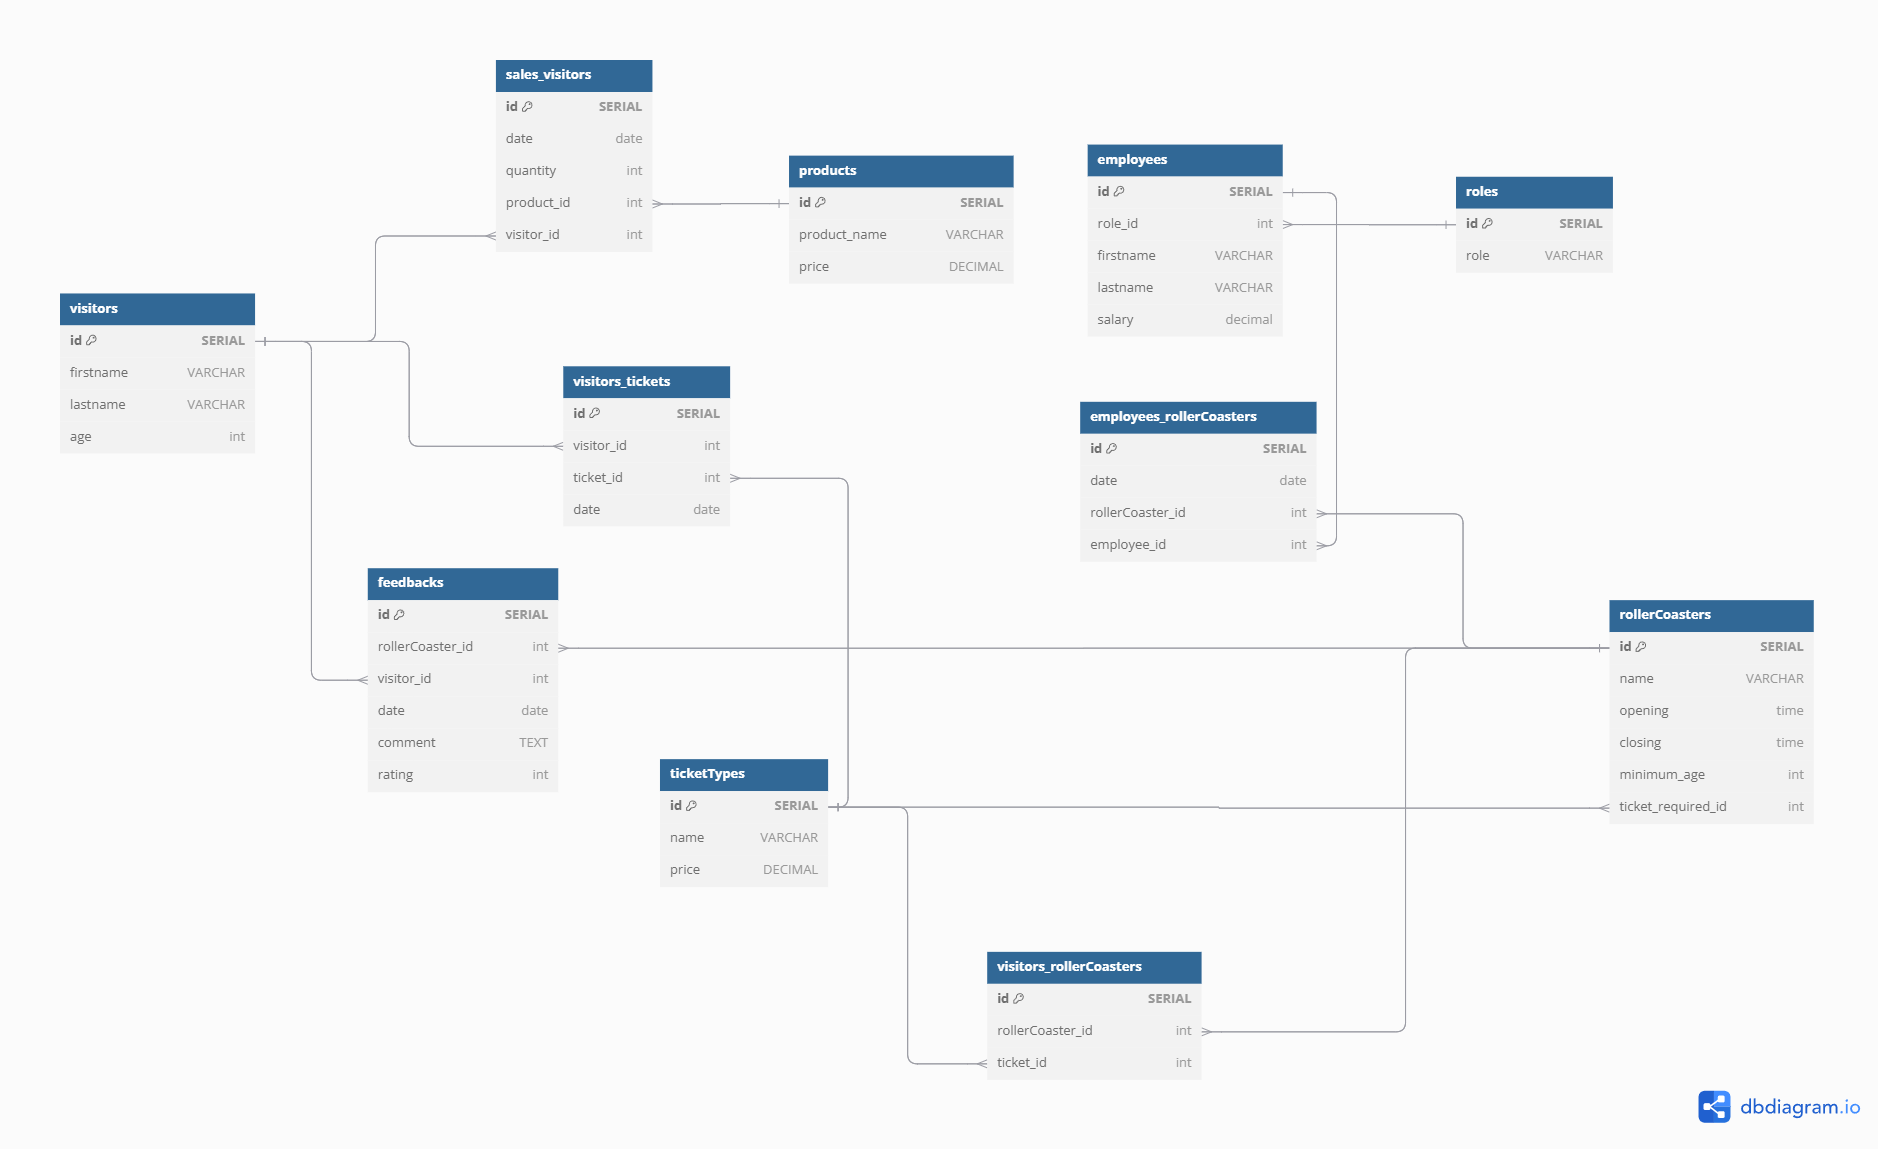 sales_visitors
id SERIAL
date date
quantity int
product_id int
visitor_id int
products
id SERIAL
product_name VARCHAR
price DECIMAL
employees
id SERIAL
role_id int
firstname VARCHAR
lastname VARCHAR
salary decimal
roles
id SERIAL
role VARCHAR
visitors
id SERIAL
firstname VARCHAR
lastname VARCHAR
age int
visitors_tickets
id SERIAL
visitor_id int
ticket_id int
date date
employees_rollerCoasters
id SERIAL
date date
rollerCoaster_id int
employee_id int
feedbacks
id SERIAL
rollerCoaster_id int
visitor_id int
date date
comment TEXT
rating int
rollerCoasters
id SERIAL
name VARCHAR
opening time
closing time
minimum_age int
ticket_required_id int
ticketTypes
id SERIAL
name VARCHAR
price DECIMAL
visitors_rollerCoasters
id SERIAL
rollerCoaster_id int
ticket_id int
dbdiagram.io